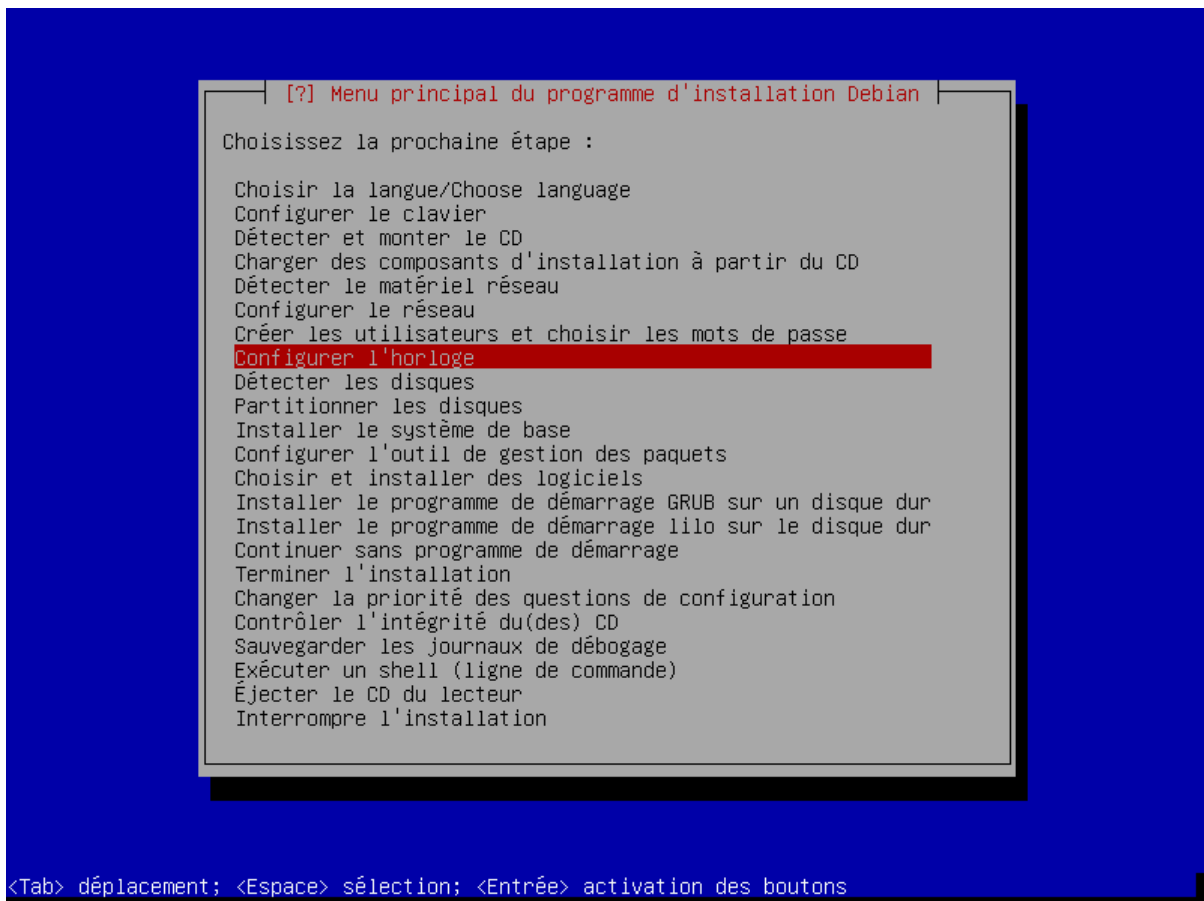 [?] Menu principal du programme d'installation Debian
Choisissez la prochaine étape :
Choisir la langue/Choose language
Configurer le clavier
Détecter et monter le CD
Charger des composants d'installation à partir du CD
Détecter le matériel réseau
Configurer le réseau
Créer les utilisateurs et choisir les mots de passe
Configurer l'horloge
Détecter les disques
Partitionner les disques
Installer le système de base
Configurer l'outil de gestion des paquets
Choisir et installer des logiciels
Installer le programme de démarrage GRUB sur un disque dur
Installer le programme de démarrage lilo sur le disque dur
Continuer sans programme de démarrage
Terminer l'installation
Changer la priorité des questions de configuration
Contrôler l'intégrité du(des) CD
Sauvegarder les journaux de débogage
Exécuter un shell (ligne de commande)
Éjecter le CD du lecteur
Interrompre l'installation
<Tab> déplacement; <Espace> sélection; <Entrée> activation des boutons